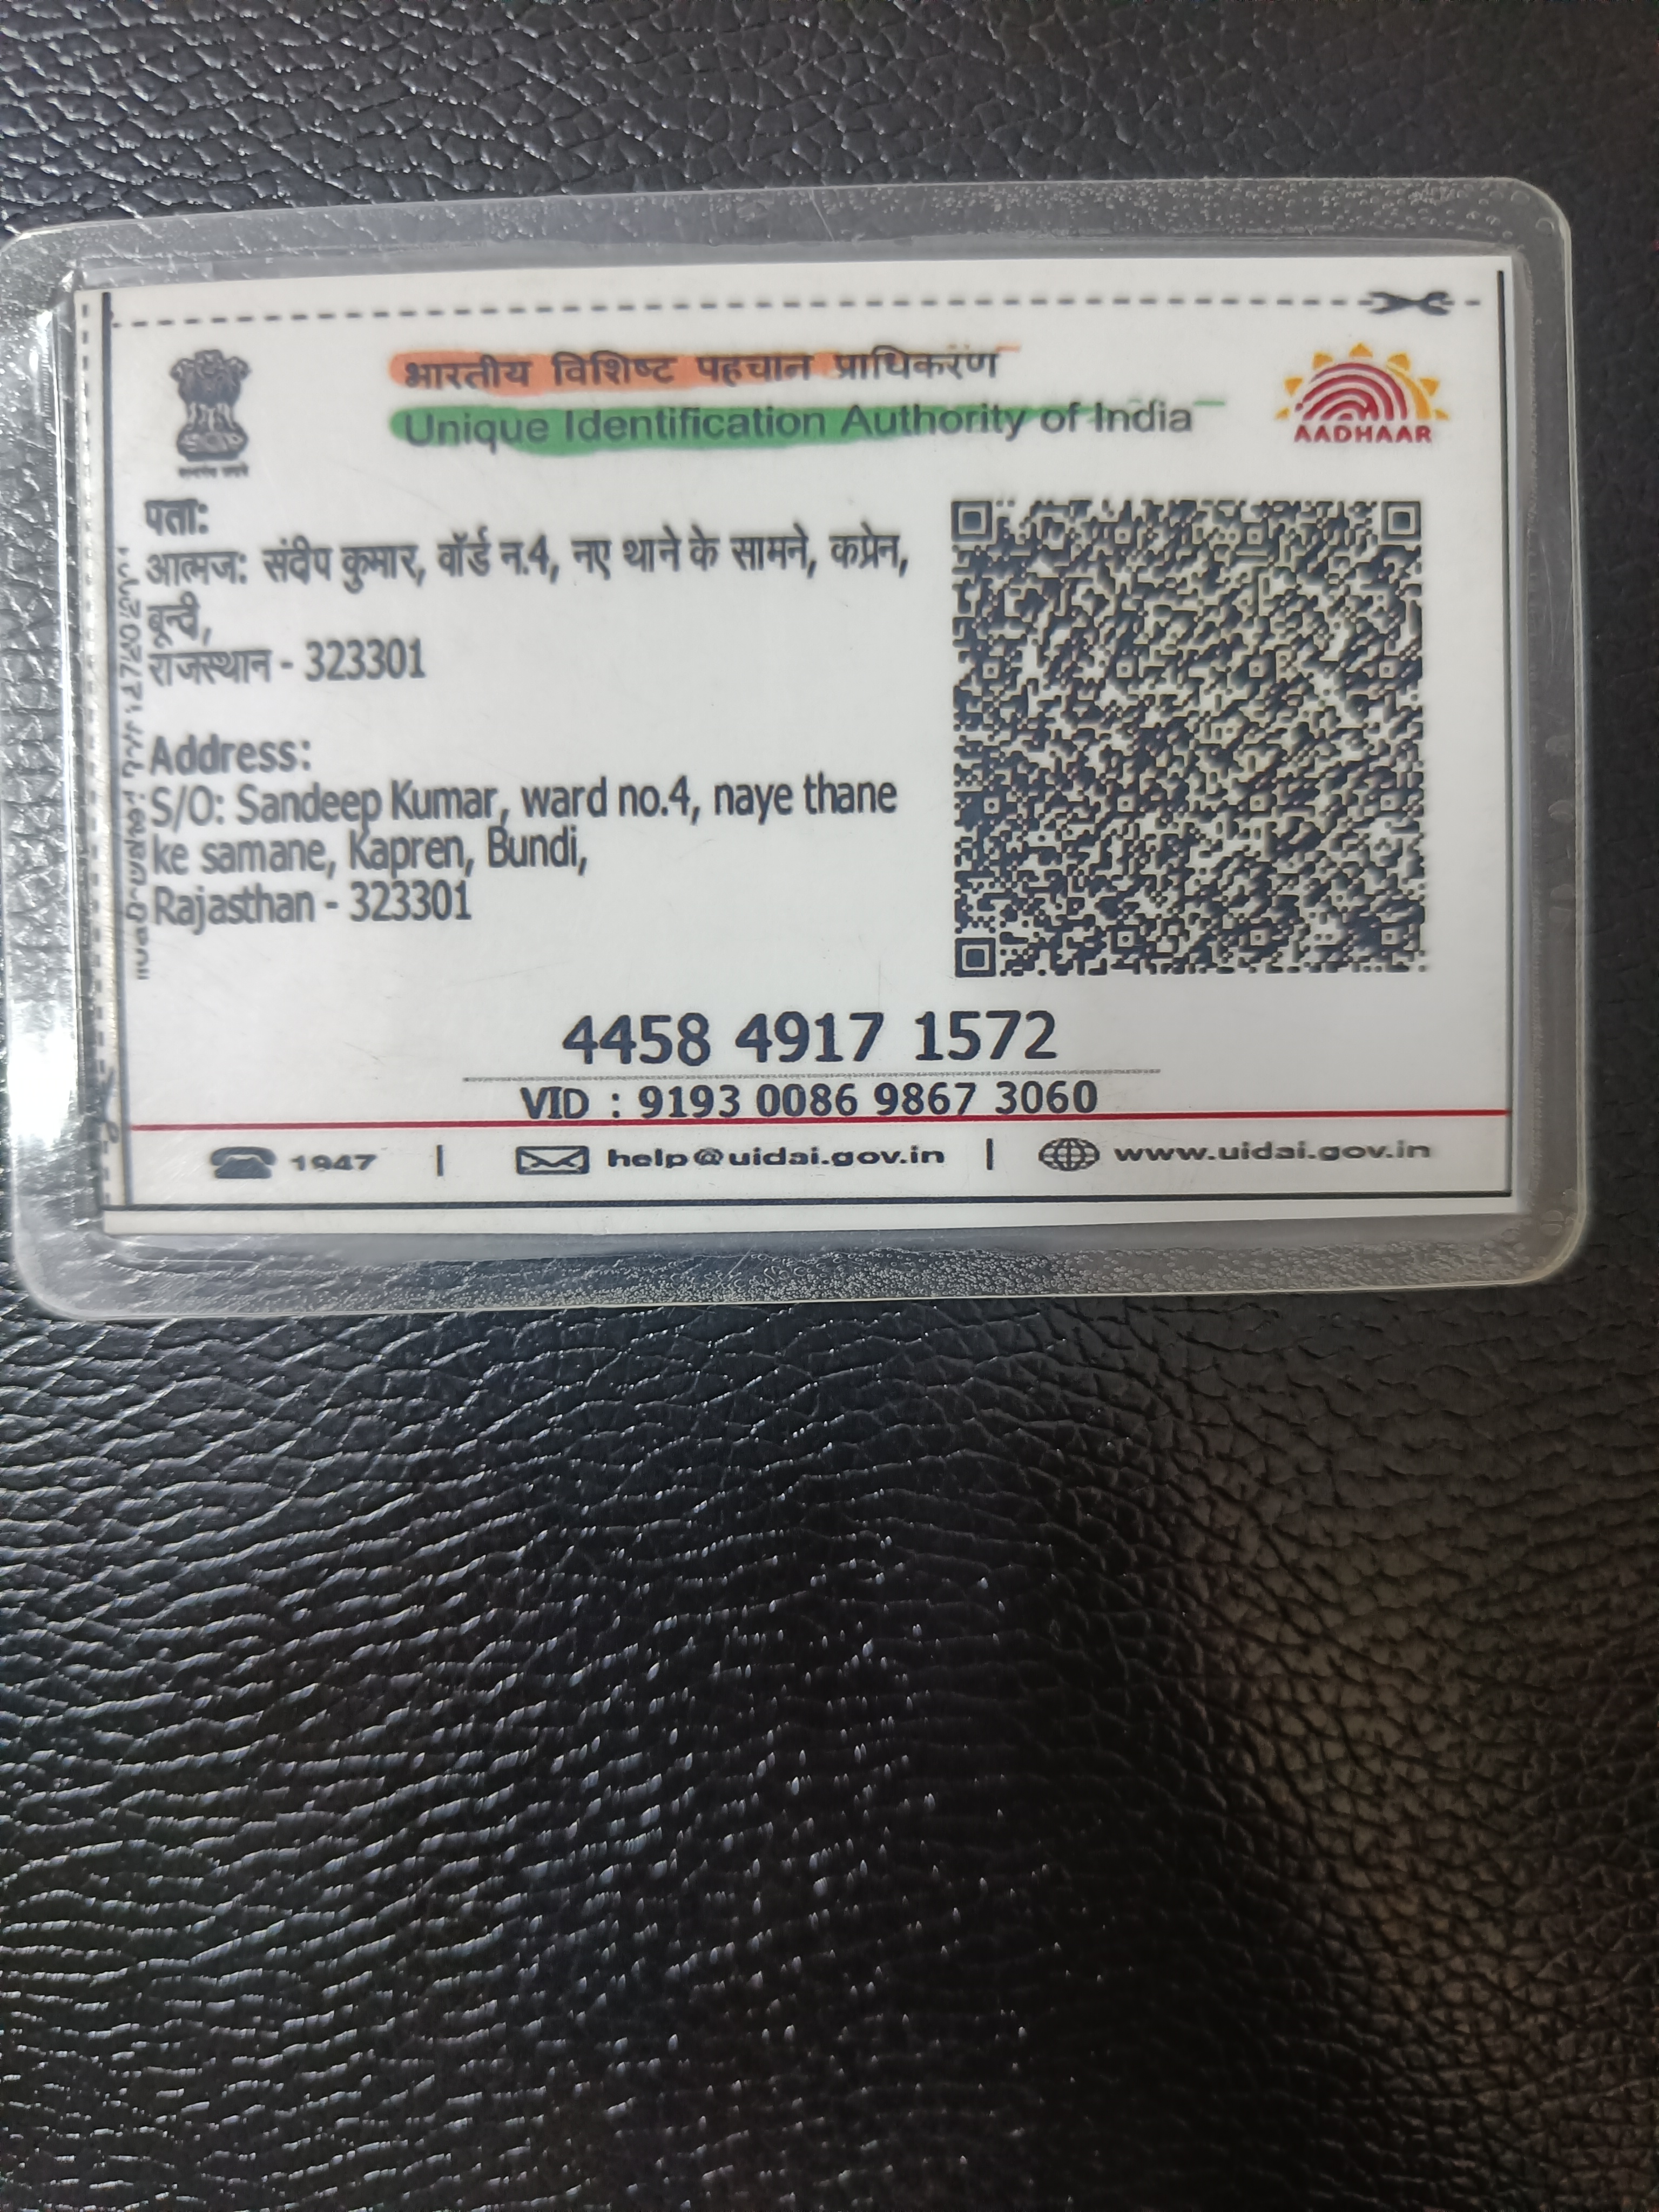 भारतीय विशिष्ट पहचान प्राधिकरण
Unique Identification Authority of India
AADHAAR
पता:
आत्मज: संदीप कुमार, वॉर्ड न.4, नए थाने के सामने, कप्रेन,
बून्दी,
राजस्थान - 323301
Address:
S/O: Sandeep Kumar, ward no.4, naye thane
ke samane, Kapren, Bundi,
Rajasthan - 323301
4458 4917 1572
VID : 9193 0086 9867 3060
1947 | help@uidai.gov.in | www.uidai.gov.in